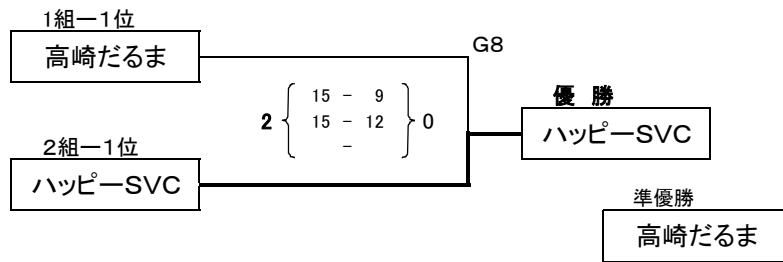 1組ー1位
高崎だるま
G8
15 － 9
2 15 － 12 0
－
優 勝
ハッピーSVC
2組ー1位
ハッピーSVC
準優勝
高崎だるま